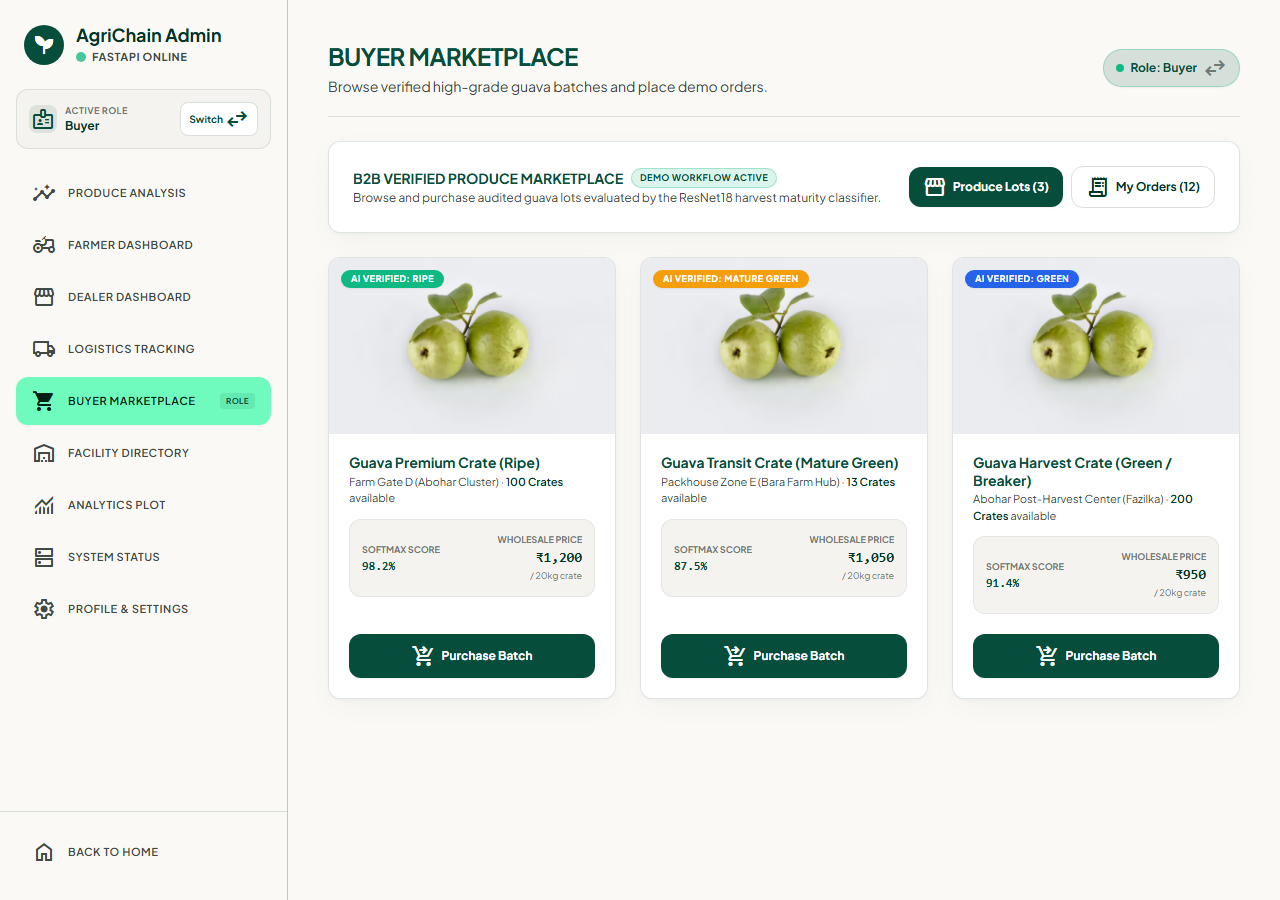 AgriChain Admin
FASTAPI ONLINE
ACTIVE ROLE
Buyer
Switch
PRODUCE ANALYSIS
FARMER DASHBOARD
DEALER DASHBOARD
LOGISTICS TRACKING
BUYER MARKETPLACE ROLE
FACILITY DIRECTORY
ANALYTICS PLOT
SYSTEM STATUS
PROFILE & SETTINGS
BACK TO HOME
BUYER MARKETPLACE
Browse verified high-grade guava batches and place demo orders.
Role: Buyer
B2B VERIFIED PRODUCE MARKETPLACE DEMO WORKFLOW ACTIVE
Browse and purchase audited guava lots evaluated by the ResNet18 harvest maturity classifier.
Produce Lots (3)
My Orders (12)
AI VERIFIED: RIPE
Guava Premium Crate (Ripe)
Farm Gate D (Abohar Cluster) · 100 Crates
available
SOFTMAX SCORE
98.2%
WHOLESALE PRICE
₹1,200
/ 20kg crate
Purchase Batch
AI VERIFIED: MATURE GREEN
Guava Transit Crate (Mature Green)
Packhouse Zone E (Bara Farm Hub) · 13 Crates
available
SOFTMAX SCORE
87.5%
WHOLESALE PRICE
₹1,050
/ 20kg crate
Purchase Batch
AI VERIFIED: GREEN
Guava Harvest Crate (Green /
Breaker)
Abohar Post-Harvest Center (Fazilka) · 200
Crates available
SOFTMAX SCORE
91.4%
WHOLESALE PRICE
₹950
/ 20kg crate
Purchase Batch